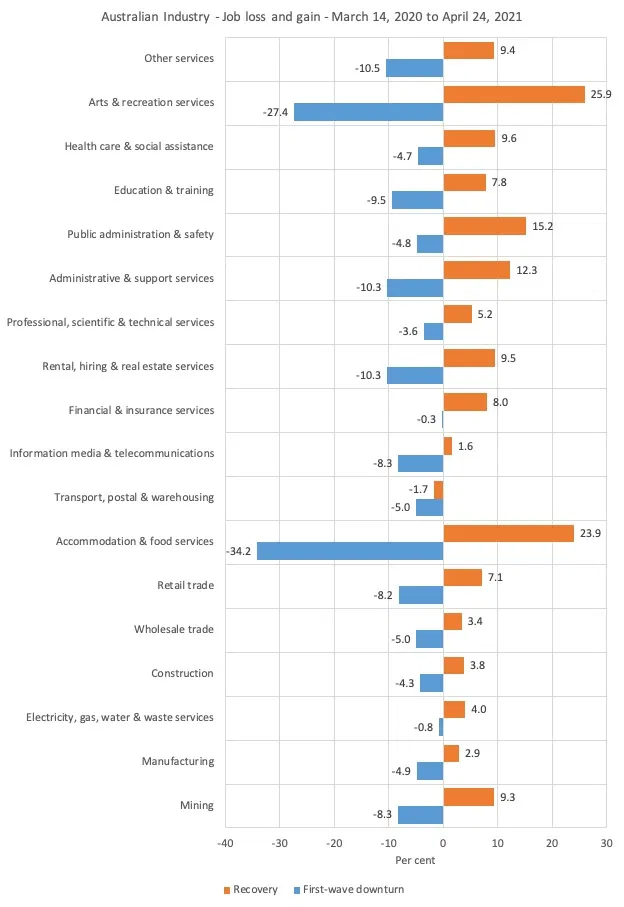 Australian Industry - Job loss and gain - March 14, 2020 to April 24, 2021
Other services
9.4
-10.5
Arts & recreation services
25.9
-27.4
Health care & social assistance
9.6
-4.7
Education & training
7.8
-9.5
Public administration & safety
15.2
-4.8
Administrative & support services
12.3
-10.3
Professional, scientific & technical services
5.2
-3.6
Rental, hiring & real estate services
9.5
-10.3
Financial & insurance services
8.0
-0.3
Information media & telecommunications
1.6
-8.3
Transport, postal & warehousing
-1.7
-5.0
Accommodation & food services
23.9
-34.2
Retail trade
7.1
-8.2
Wholesale trade
3.4
-5.0
Construction
3.8
-4.3
Electricity, gas, water & waste services
4.0
-0.8
Manufacturing
2.9
-4.9
Mining
9.3
-8.3
-40 -30 -20 -10 0 10 20 30
Per cent
Recovery First-wave downturn